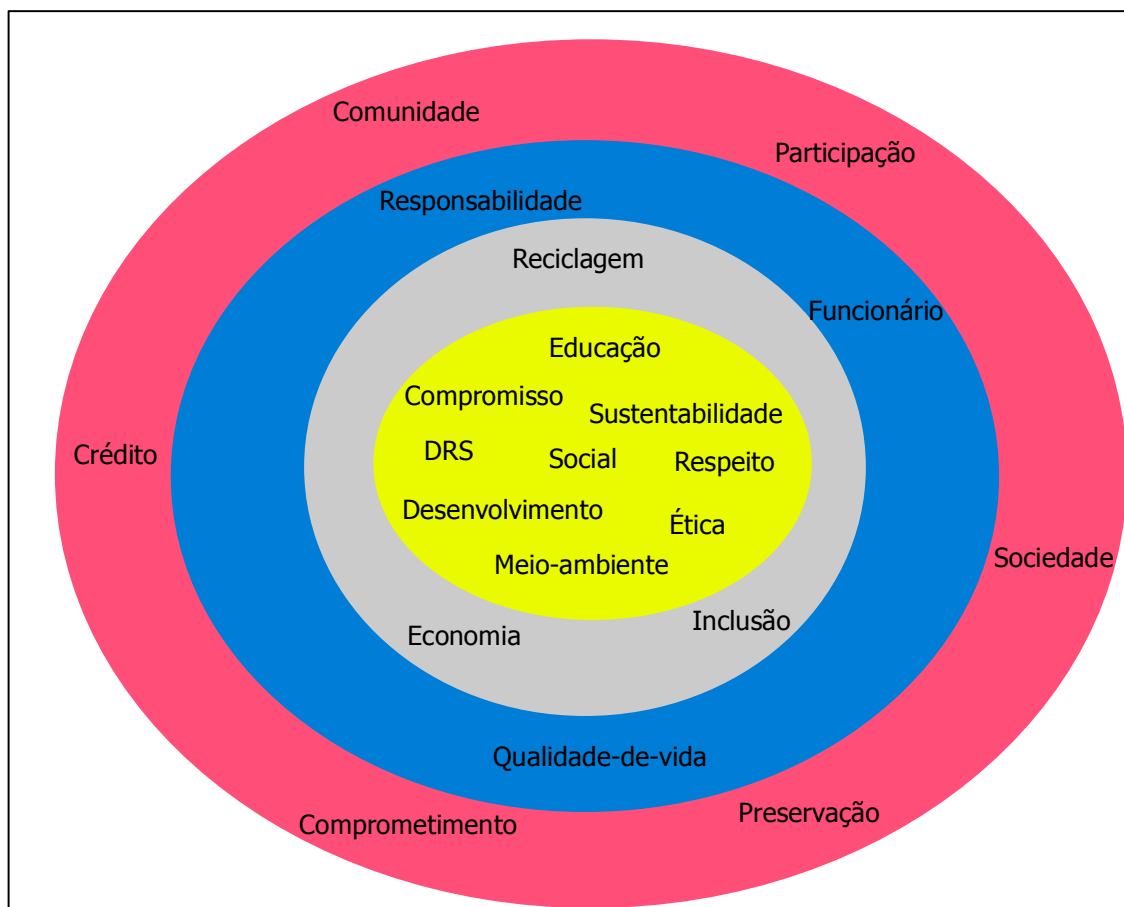 Comunidade
Participação
Responsabilidade
Reciclagem
Funcionário
Educação
Compromisso
Sustentabilidade
DRS
Social
Respeito
Crédito
Desenvolvimento
Ética
Meio-ambiente
Sociedade
Inclusão
Economia
Qualidade-de-vida
Preservação
Comprometimento